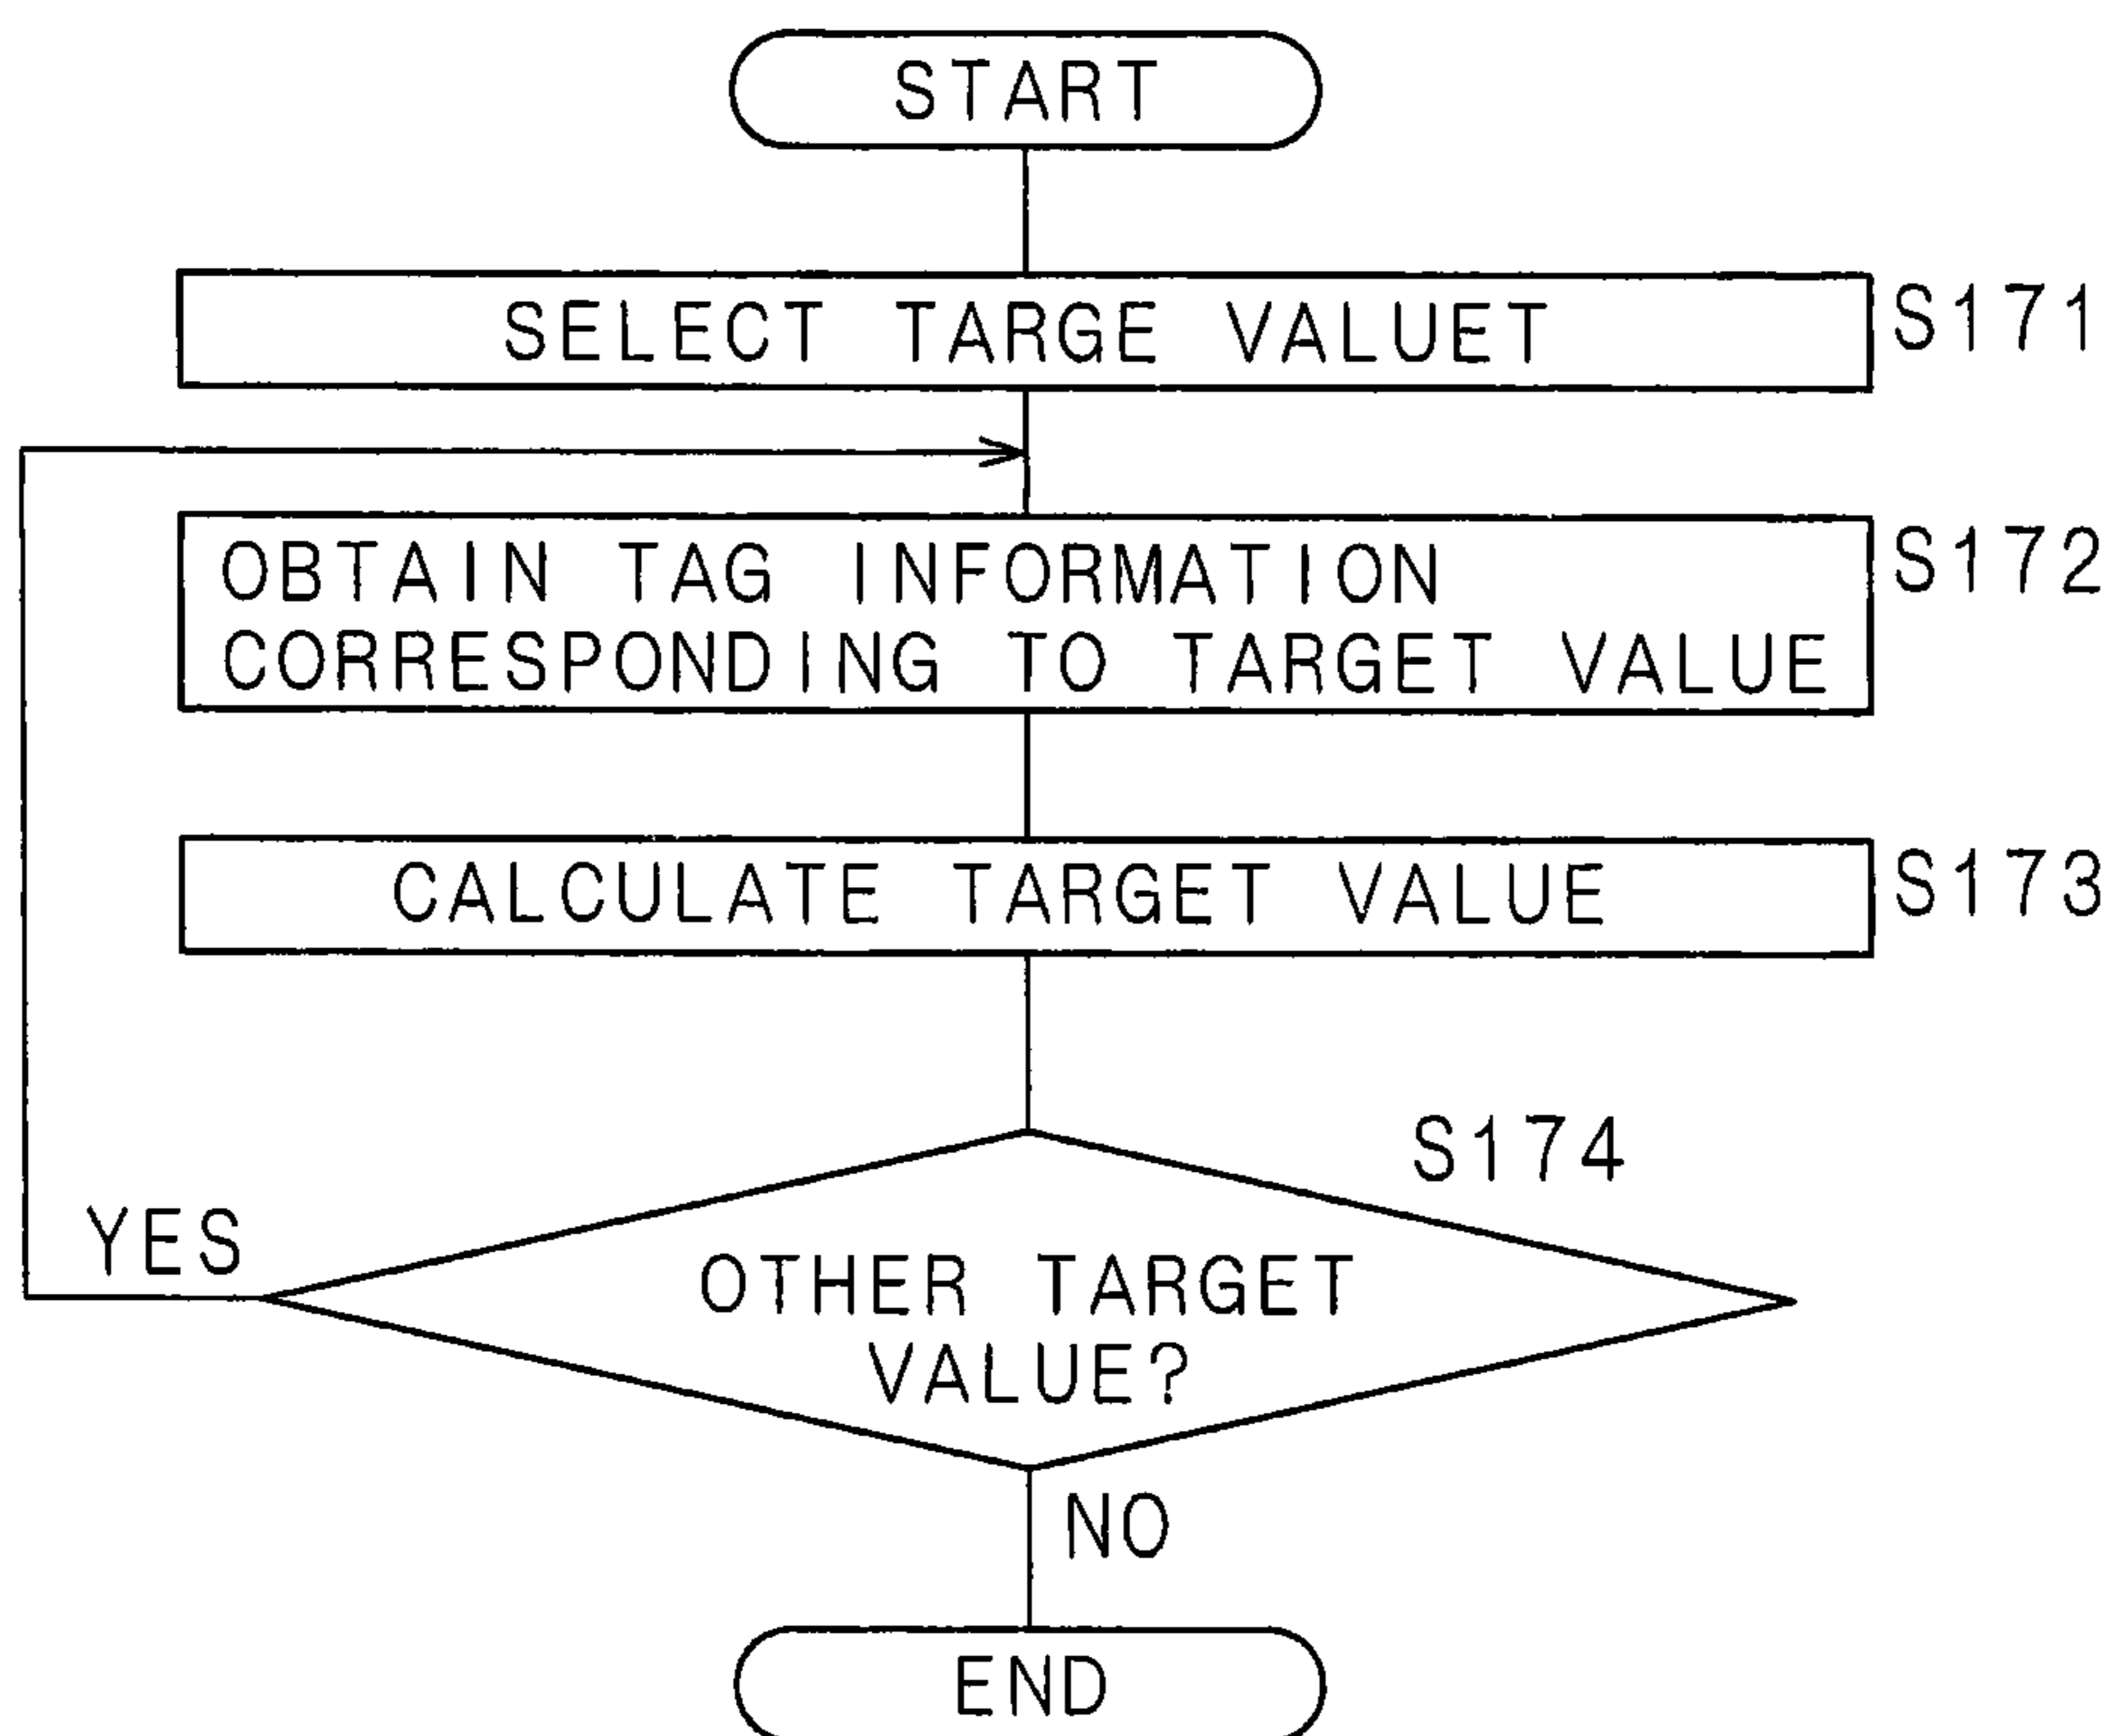 START
SELECT TARGE VALUET
S171
OBTAIN TAG INFORMATION
CORRESPONDING TO TARGET VALUE
S172
CALCULATE TARGET VALUE
S173
S174
YES
OTHER TARGET
VALUE?
NO
END